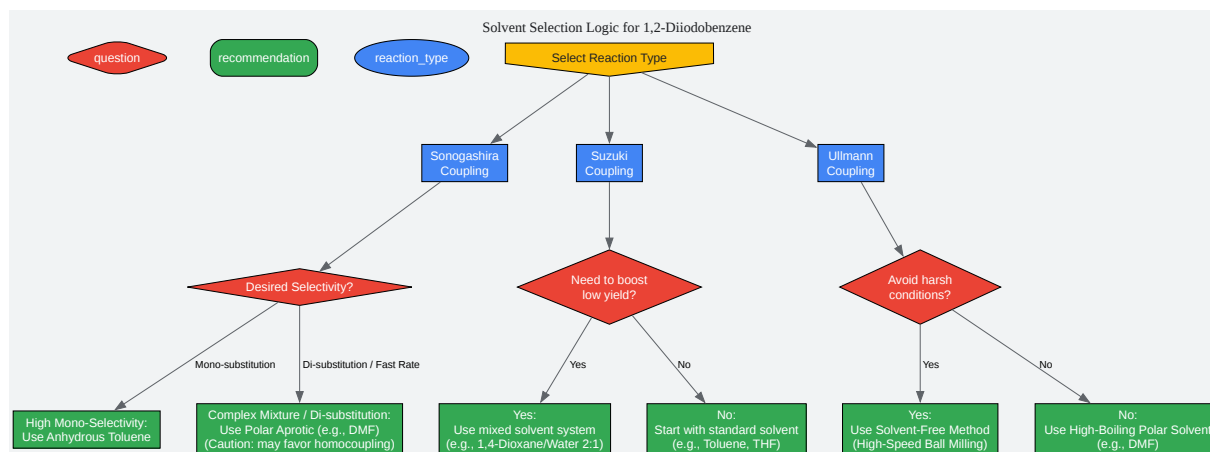 Solvent Selection Logic for 1,2-Diiodobenzene
question
recommendation
reaction_type
Select Reaction Type
Sonogashira
Coupling
Suzuki
Coupling
Ullmann
Coupling
Desired Selectivity?
Need to boost
low yield?
Avoid harsh
conditions?
Mono-substitution
Di-substitution / Fast Rate
Yes
No
Yes
No
High Mono-Selectivity:
Use Anhydrous Toluene
Complex Mixture / Di-substitution:
Use Polar Aprotic (e.g., DMF)
(Caution: may favor homocoupling)
Yes:
Use mixed solvent system
(e.g., 1,4-Dioxane/Water 2:1)
No:
Start with standard solvent
(e.g., Toluene, THF)
Yes:
Use Solvent-Free Method
(High-Speed Ball Milling)
No:
Use High-Boiling Polar Solvent
(e.g., DMF)